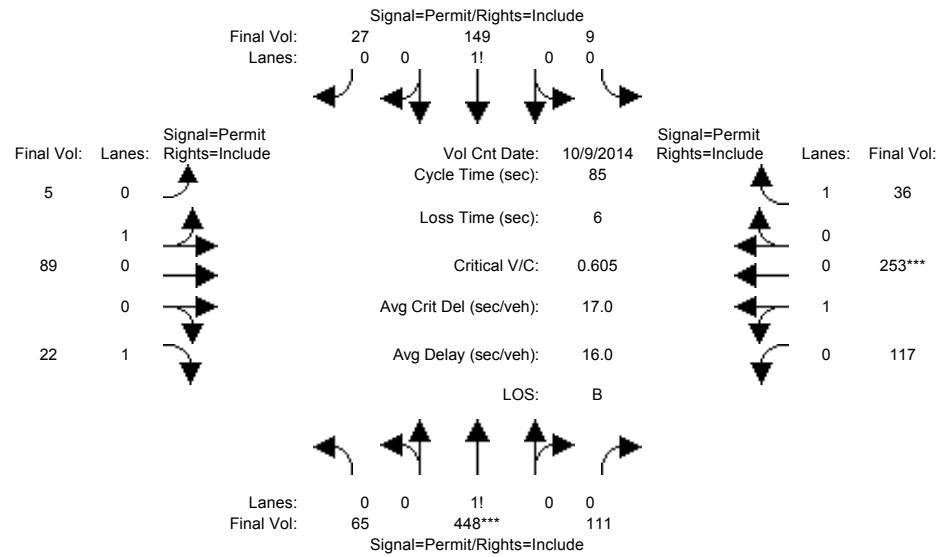 Signal=Permit/Rights=Include
Final Vol: 27 149 9
Lanes: 0 0 1! 0 0
Signal=Permit
Final Vol: Lanes: Rights=Include
Vol Cnt Date: 10/9/2014
Signal=Permit
Rights=Include Lanes: Final Vol:
Cycle Time (sec): 85
5 0
1 36
Loss Time (sec): 6
1
0
89 0
Critical V/C: 0.605
0 253***
0
Avg Crit Del (sec/veh): 17.0
1
22 1
Avg Delay (sec/veh): 16.0
0 117
LOS: B
Lanes: 0 0 1! 0 0
Final Vol: 65 448*** 111
Signal=Permit/Rights=Include